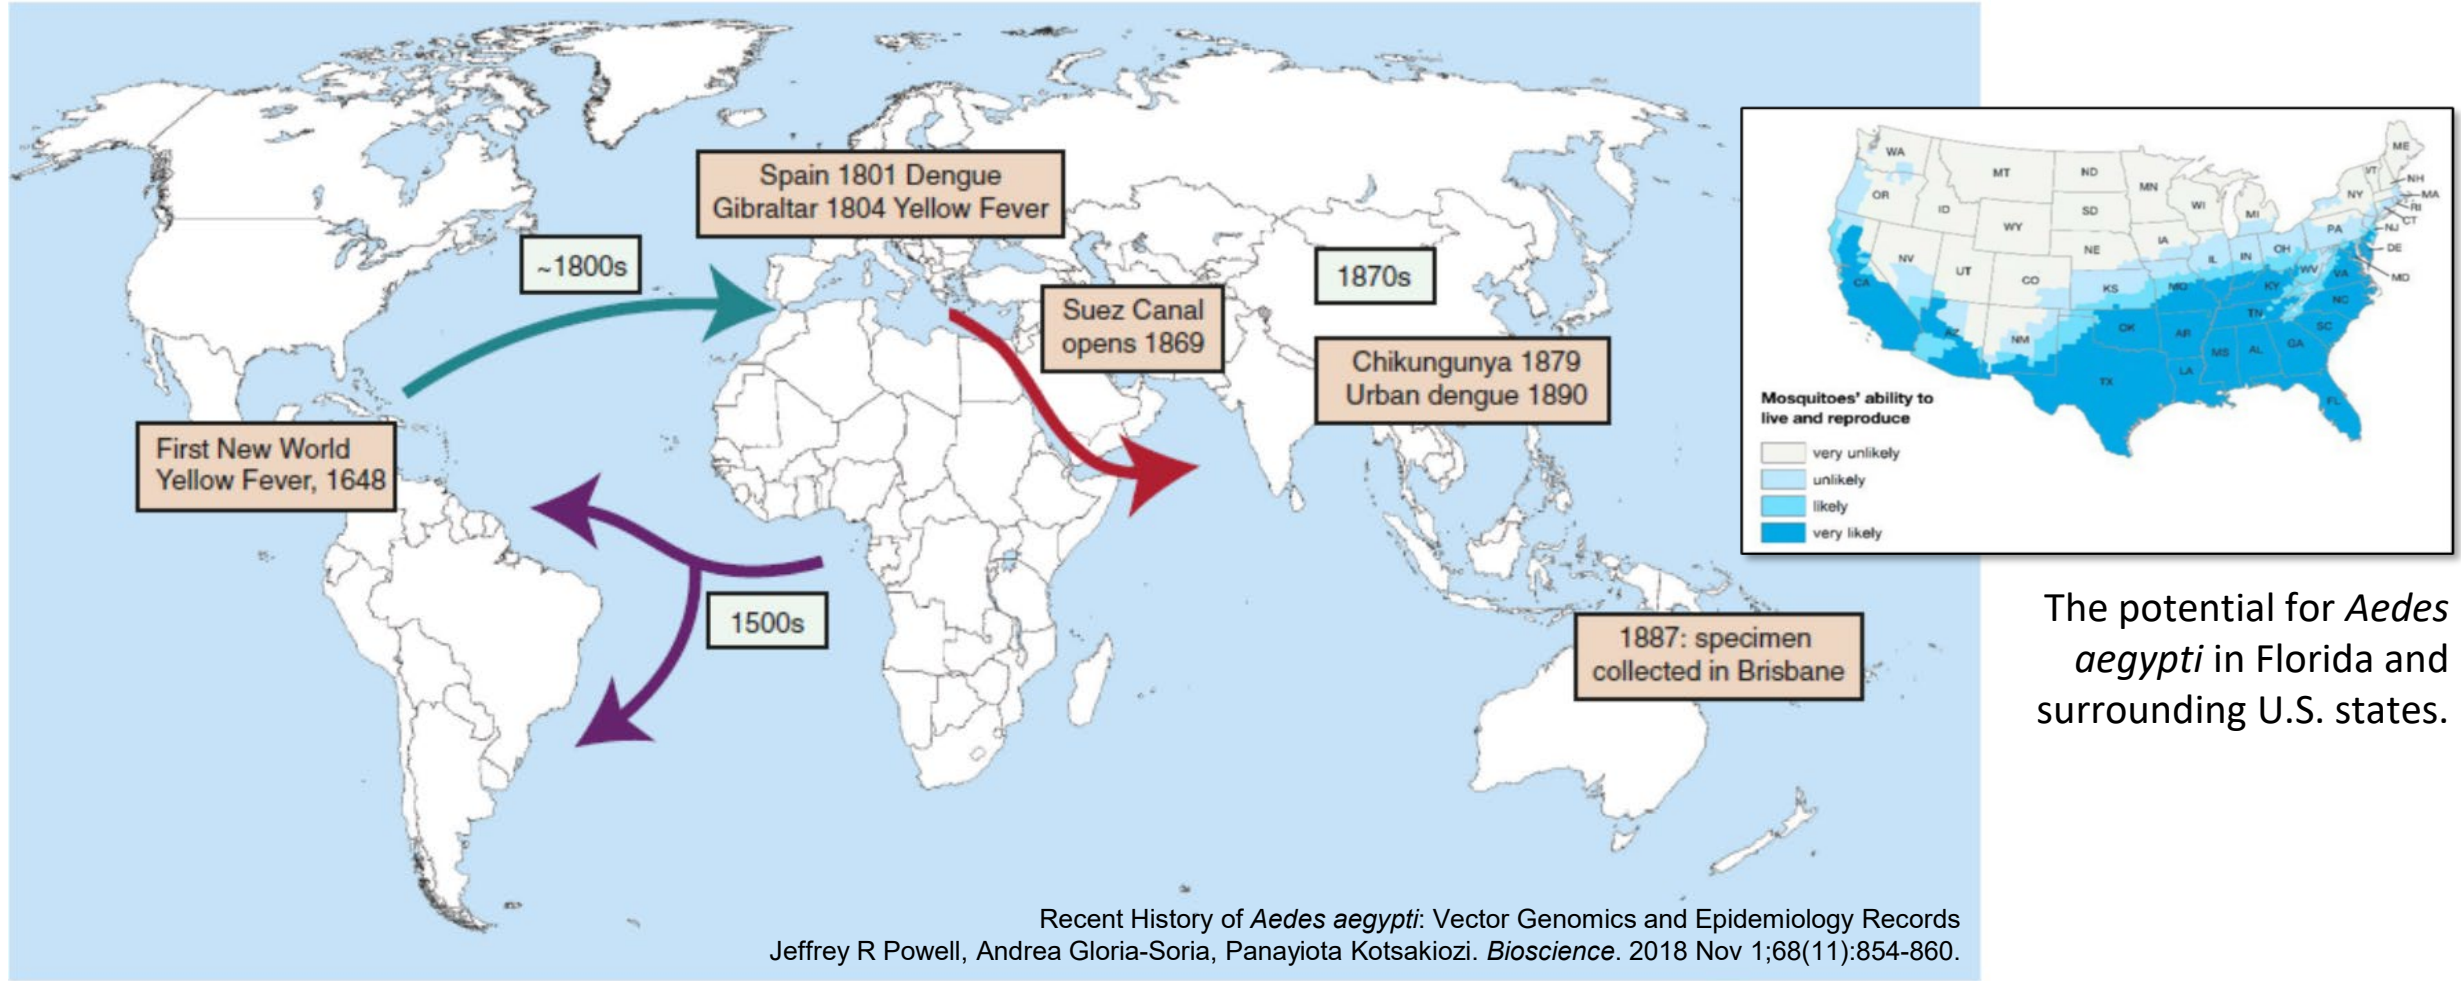 Spain 1801 Dengue
Gibraltar 1804 Yellow Fever
~1800s
Suez Canal
opens 1869
1870s
Chikungunya 1879
Urban dengue 1890
First New World
Yellow Fever, 1648
1500s
1887: specimen
collected in Brisbane
Recent History of Aedes aegypti: Vector Genomics and Epidemiology Records
Jeffrey R Powell, Andrea Gloria-Soria, Panayiota Kotsakiozi. Bioscience. 2018 Nov 1;68(11):854-860.
WA
MT
ND
MN
ME
VT
NH
MA
RI
CT
NY
OR
ID
SD
WI
MI
WY
NE
IA
PA
NJ
DE
MD
NV
UT
CO
KS
MO
IL
IN
OH
WV
VA
KY
CA
AZ
NM
OK
AR
TN
NC
SC
TX
LA
MS
AL
GA
FL
Mosquitoes' ability to
live and reproduce
very unlikely
unlikely
likely
very likely
The potential for Aedes
aegypti in Florida and
surrounding U.S. states.